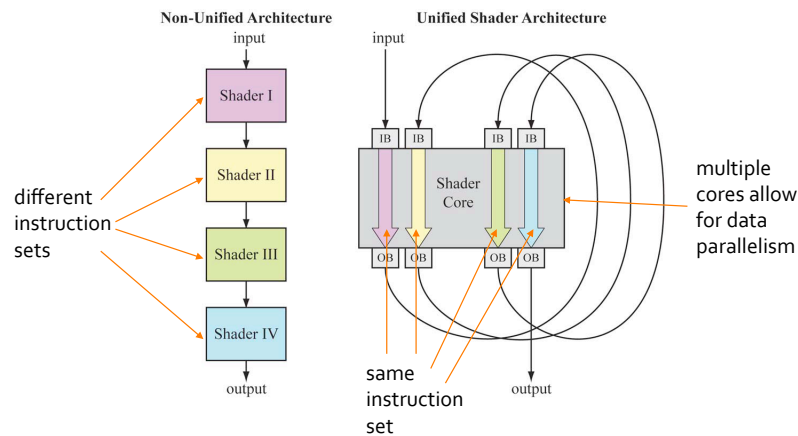 Non-Unified Architecture
input
Shader I
Shader II
Shader III
Shader IV
output
different
instruction
sets
Unified Shader Architecture
input
IB
IB
IB
IB
Shader
Core
OB
OB
OB
OB
output
same
instruction
set
multiple
cores allow
for data
parallelism